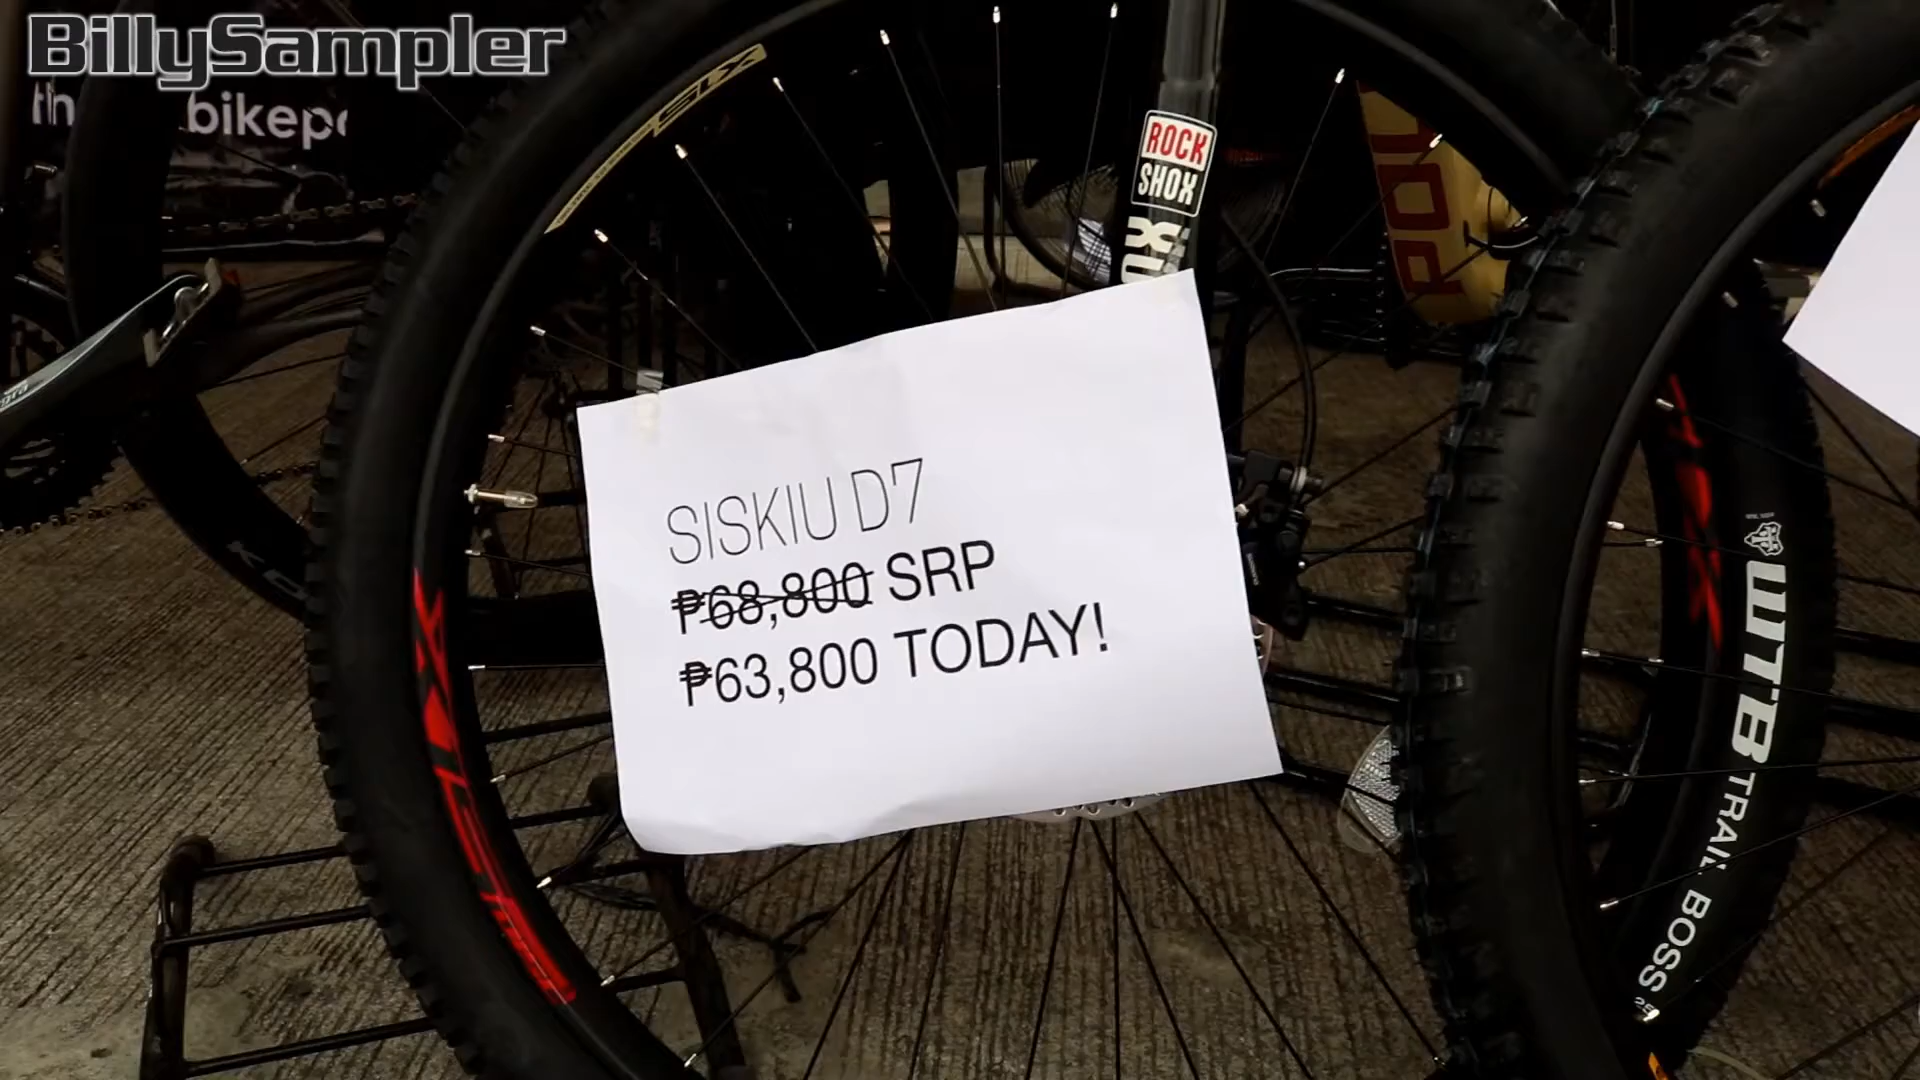 BillySampler
bikepo
SLX
ROCK
SHOX
SISKIU D7
₱68,800 SRP
₱63,800 TODAY!
WTB TRAIL BOSS